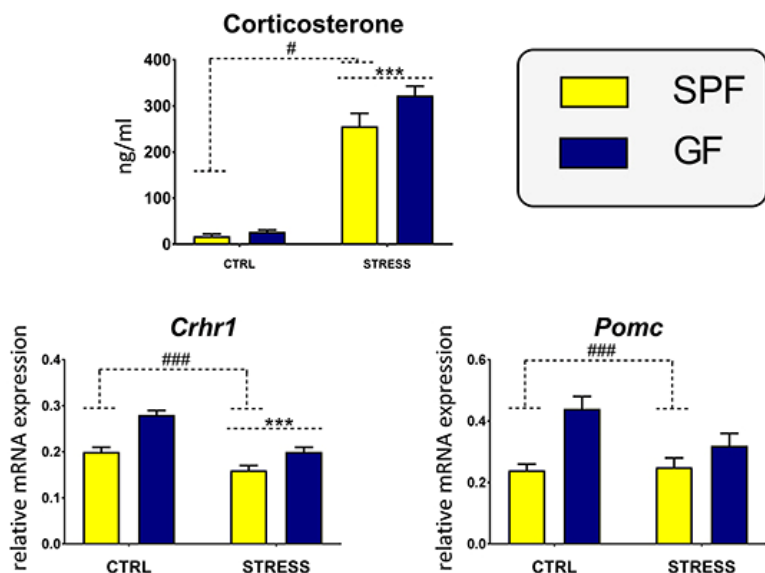 Corticosterone
#
***
400
300
200
100
0
ng/ml
CTRL STRESS
SPF
GF
Crhr1
###
***
0.4
0.3
0.2
0.1
0.0
relative mRNA expression
CTRL STRESS
Pomc
###
0.6
0.4
0.2
0.0
relative mRNA expression
CTRL STRESS